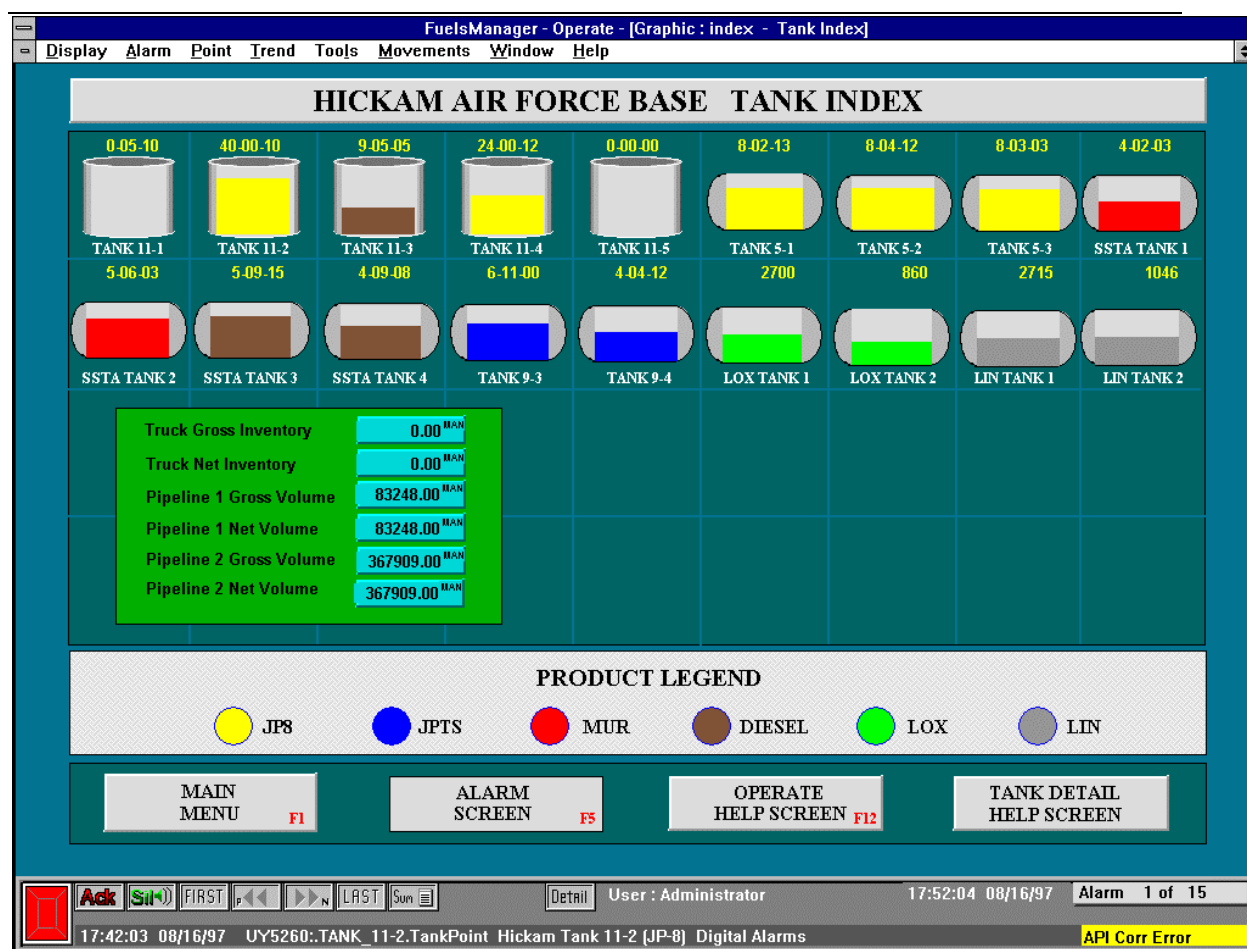 FuelsManager - Operate - [Graphic : index - Tank Index]
Display Alarm Point Trend Tools Movements Window Help
HICKAM AIR FORCE BASE TANK INDEX
0-05-10 40-00-10 9-05-05 24-00-12 0-00-00 8-02-13 8-04-12 8-03-03 4-02-03
TANK 11-1 TANK 11-2 TANK 11-3 TANK 11-4 TANK 11-5 TANK 5-1 TANK 5-2 TANK 5-3 SSTA TANK 1
5-06-03 5-09-15 4-09-08 6-11-00 4-04-12 2700 860 2715 1046
SSTA TANK 2 SSTA TANK 3 SSTA TANK 4 TANK 9-3 TANK 9-4 LOX TANK 1 LOX TANK 2 LIN TANK 1 LIN TANK 2
Truck Gross Inventory 0.00 MAN
Truck Net Inventory 0.00 MAN
Pipeline 1 Gross Volume 83248.00 MAN
Pipeline 1 Net Volume 83248.00 MAN
Pipeline 2 Gross Volume 367909.00 MAN
Pipeline 2 Net Volume 367909.00 MAN
PRODUCT LEGEND
JP8 JPTS MUR DIESEL LOX LIN
MAIN MENU F1
ALARM SCREEN F5
OPERATE HELP SCREEN F12
TANK DETAIL HELP SCREEN
Ack Sil FIRST P N LAST Sum Detail User : Administrator 17:52:04 08/16/97 Alarm 1 of 15
17:42:03 08/16/97 UY5260:.TANK_11-2.TankPoint Hickam Tank 11-2 (JP-8) Digital Alarms API Corr Error